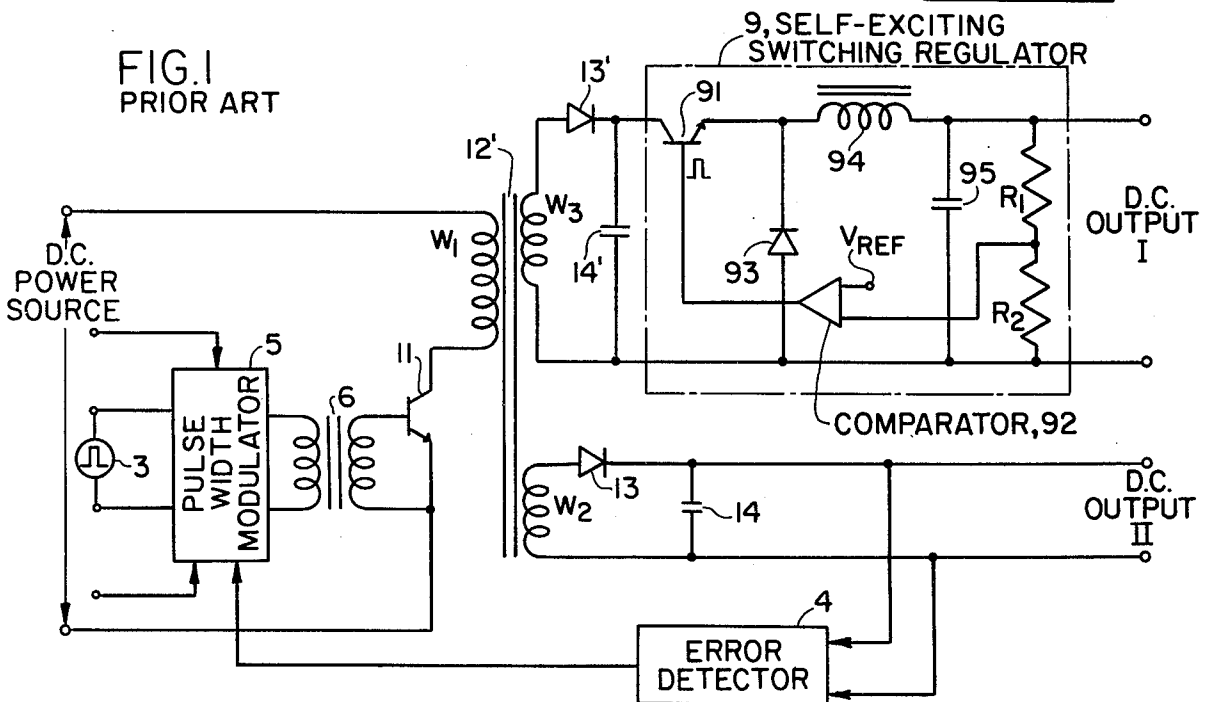 FIG.1
PRIOR ART
9, SELF-EXCITING
SWITCHING REGULATOR
13'
91
94
95
R1
D.C.
OUTPUT
I
12'
W1
W3
14'
93
VREF
R2
COMPARATOR, 92
D.C.
POWER
SOURCE
5
11
6
3
PULSE
WIDTH
MODULATOR
W2
13
14
D.C.
OUTPUT
II
4
ERROR
DETECTOR